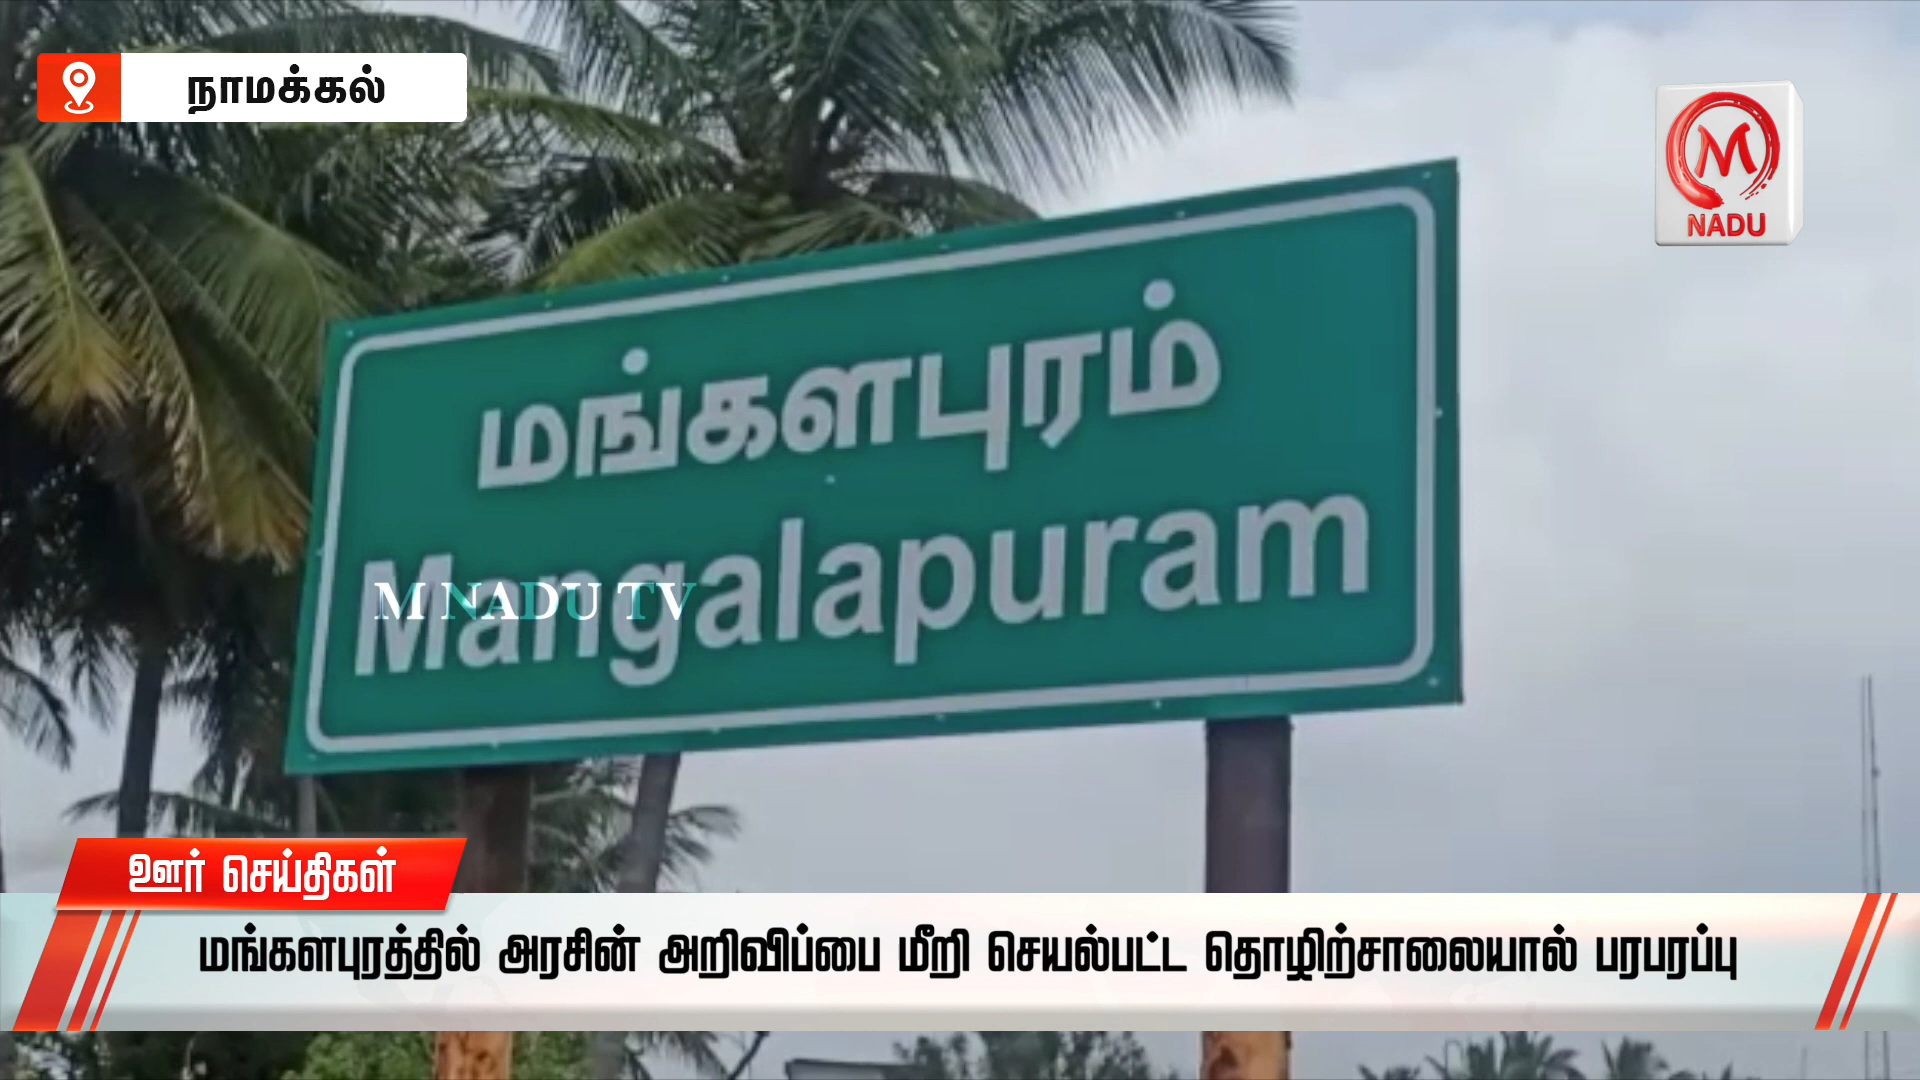 நாமக்கல்
M
NADU
மங்களபுரம்
Mangalapuram
M NADU TV
ஊர் செய்திகள்
மங்களபுரத்தில் அரசின் அறிவிப்பை மீறி செயல்பட்ட தொழிற்சாலையால் பரபரப்பு